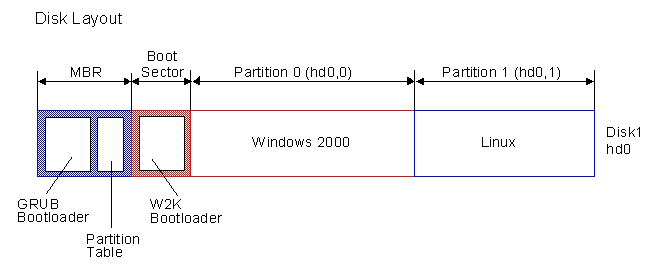 Disk Layout
MBR
Boot
Sector
Partition 0 (hd0,0)
Partition 1 (hd0,1)
Windows 2000
Linux
Disk1
hd0
GRUB
Bootloader
Partition
Table
W2K
Bootloader